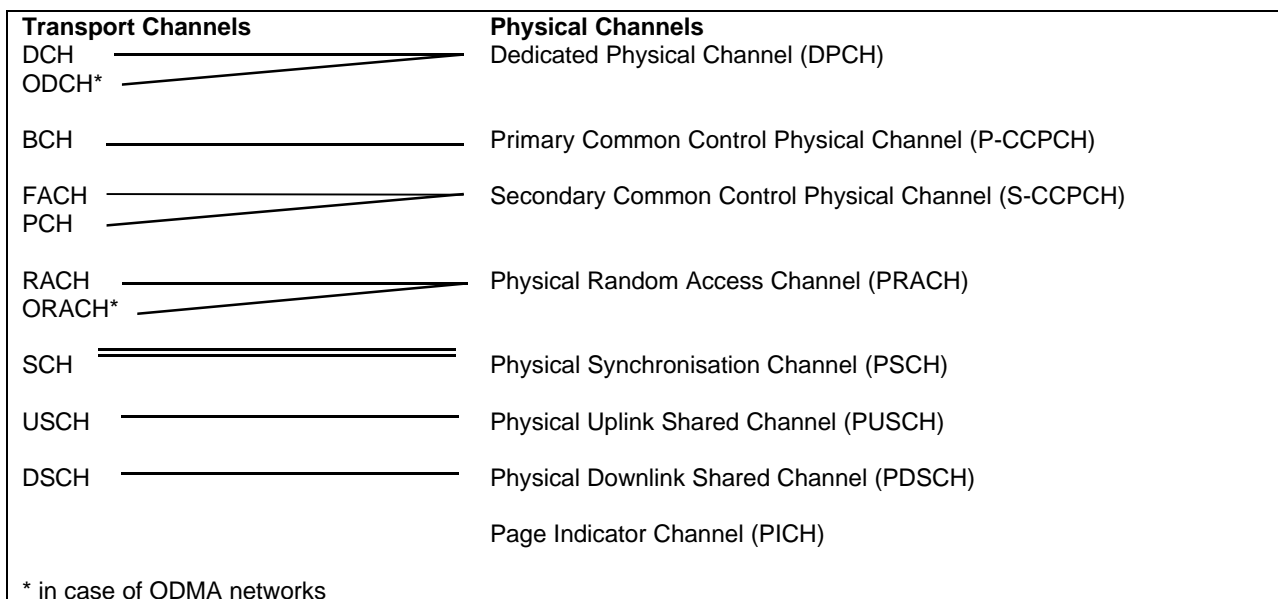 Transport Channels Physical Channels
DCH Dedicated Physical Channel (DPCH)
ODCH*
BCH Primary Common Control Physical Channel (P-CCPCH)
FACH Secondary Common Control Physical Channel (S-CCPCH)
PCH
RACH Physical Random Access Channel (PRACH)
ORACH*
SCH Physical Synchronisation Channel (PSCH)
USCH Physical Uplink Shared Channel (PUSCH)
DSCH Physical Downlink Shared Channel (PDSCH)
Page Indicator Channel (PICH)
* in case of ODMA networks